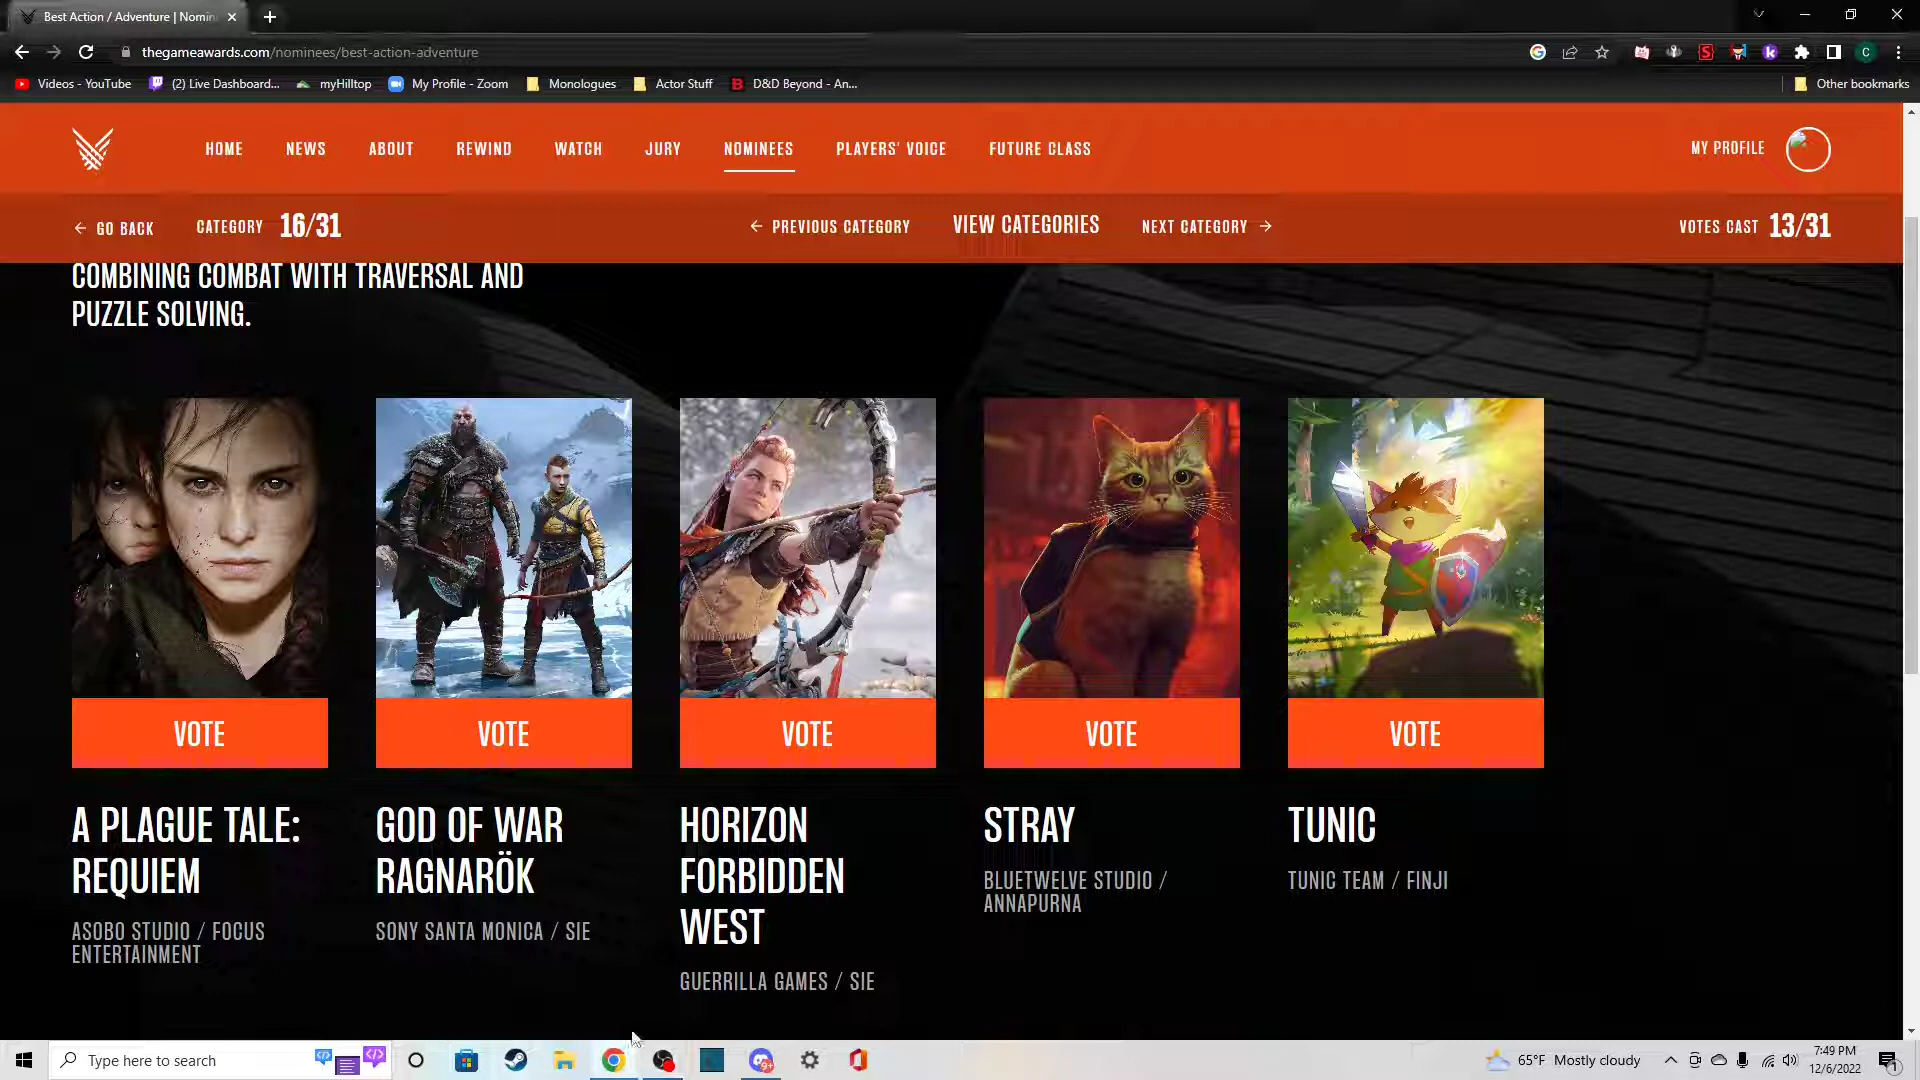 Best Action / Adventure | Nomin
thegameawards.com/nominees/best-action-adventure
Videos - YouTube
(2) Live Dashboard...
myHilltop
My Profile - Zoom
Monologues
Actor Stuff
D&D Beyond - An...
Other bookmarks
HOME
NEWS
ABOUT
REWIND
WATCH
JURY
NOMINEES
PLAYERS' VOICE
FUTURE CLASS
MY PROFILE
GO BACK
CATEGORY 16/31
PREVIOUS CATEGORY
VIEW CATEGORIES
NEXT CATEGORY
VOTES CAST 13/31
COMBINING COMBAT WITH TRAVERSAL AND
PUZZLE SOLVING.
VOTE
VOTE
VOTE
VOTE
VOTE
A PLAGUE TALE:
REQUIEM
ASOBO STUDIO / FOCUS
ENTERTAINMENT
GOD OF WAR
RAGNARÖK
SONY SANTA MONICA / SIE
HORIZON
FORBIDDEN
WEST
GUERRILLA GAMES / SIE
STRAY
BLUETWELVE STUDIO /
ANNAPURNA
TUNIC
TUNIC TEAM / FINJI
Type here to search
9+
65°F Mostly cloudy
7:49 PM
12/6/2022
1